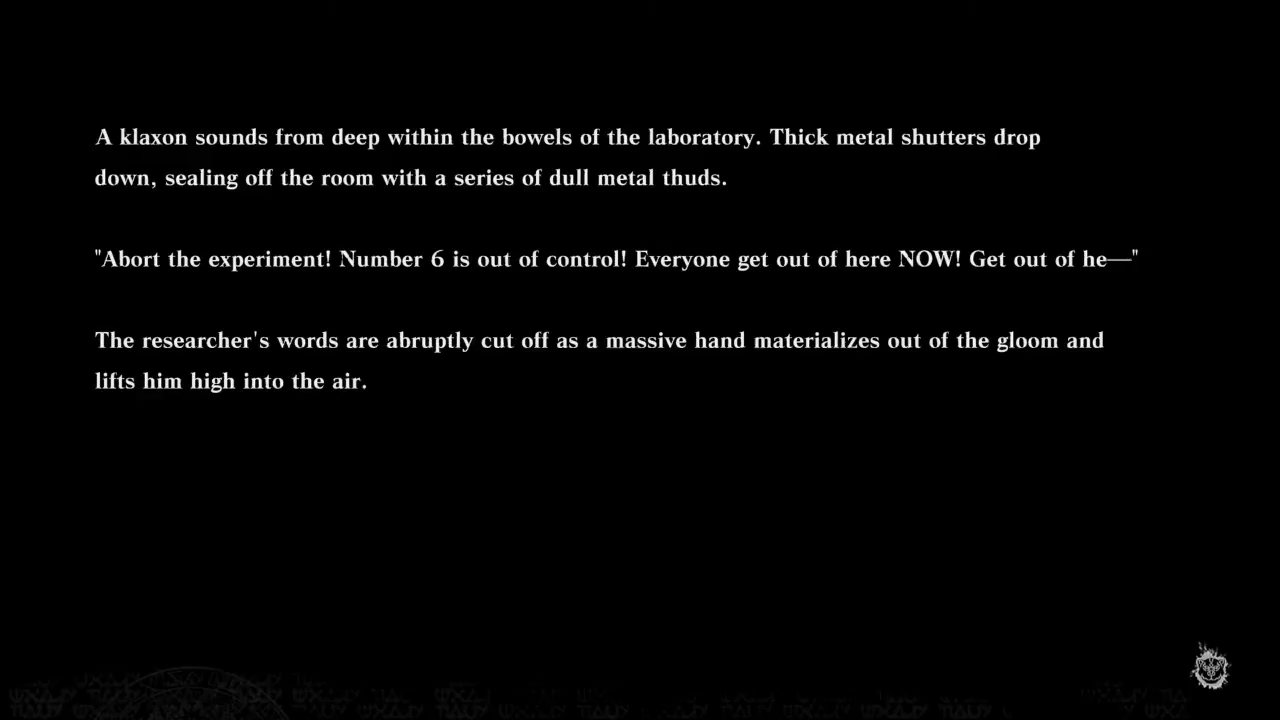 A klaxon sounds from deep within the bowels of the laboratory. Thick metal shutters drop
down, sealing off the room with a series of dull metal thuds.
"Abort the experiment! Number 6 is out of control! Everyone get out of here NOW! Get out of he—"
The researcher's words are abruptly cut off as a massive hand materializes out of the gloom and
lifts him high into the air.